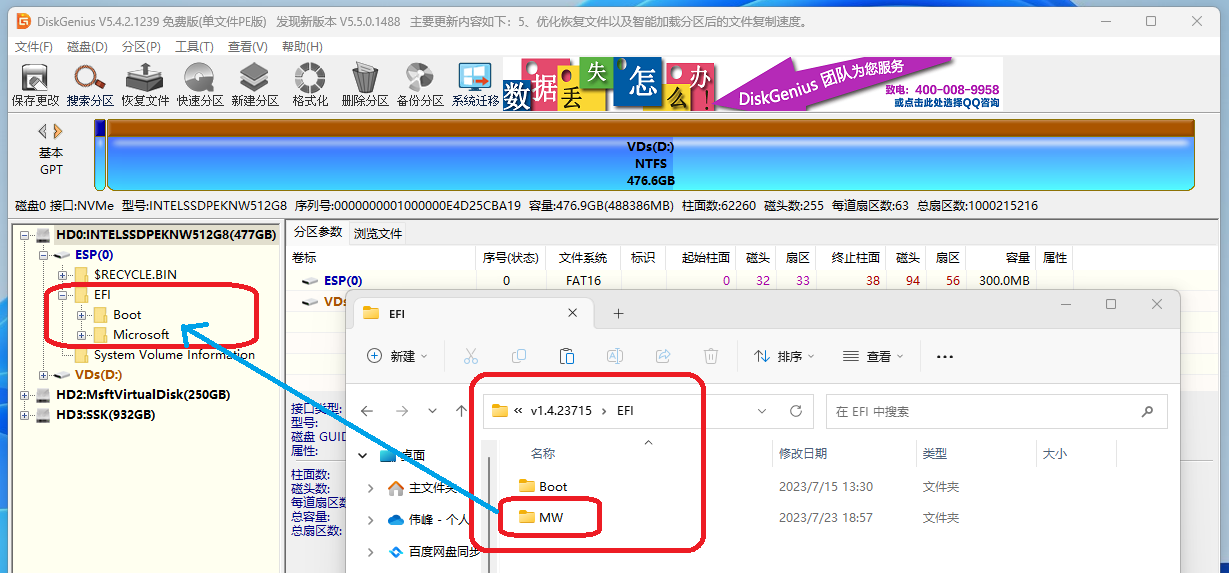 DiskGenius V5.4.2.1239 免费版(单文件PE版) 发现新版本 V5.5.0.1488 主要更新内容如下：5、优化恢复文件以及智能加载分区后的文件复制速度。
文件(F) 磁盘(D) 分区(P) 工具(T) 查看(V) 帮助(H)
保存更改 搜索分区 恢复文件 快速分区 新建分区 格式化 删除分区 备份分区 系统迁移
数据丢失怎么办!
DiskGenius 团队为您服务
致电：400-008-9958
或点击此处选择QQ咨询
基本
GPT
VDs(D:)
NTFS
476.6GB
磁盘0 接口:NVMe 型号:INTELSSDPEKNW512G8 序列号:0000000001000000E4D25CBA19 容量:476.9GB(488386MB) 柱面数:62260 磁头数:255 每道扇区数:63 总扇区数:1000215216
HD0:INTELSSDPEKNW512G8(477GB)
ESP(0)
$RECYCLE.BIN
EFI
Boot
Microsoft
System Volume Information
VDs(D:)
HD2:MsftVirtualDisk(250GB)
HD3:SSK(932GB)
分区参数 浏览文件
卷标 序号(状态) 文件系统 标识 起始柱面 磁头 扇区 终止柱面 磁头 扇区 容量 属性
ESP(0) 0 FAT16 0 32 33 38 94 56 300.0MB
VDs
接口类型:
型号:
磁盘 GUID
属性:
柱面数:
磁头数:
每道扇区数
总容量:
总扇区数:
EFI
新建 排序 查看
v1.4.23715 EFI
在 EFI 中搜索
桌面
主文件夹
伟峰 - 个人
百度网盘同步
名称 修改日期 类型 大小
Boot 2023/7/15 13:30 文件夹
MW 2023/7/23 18:57 文件夹